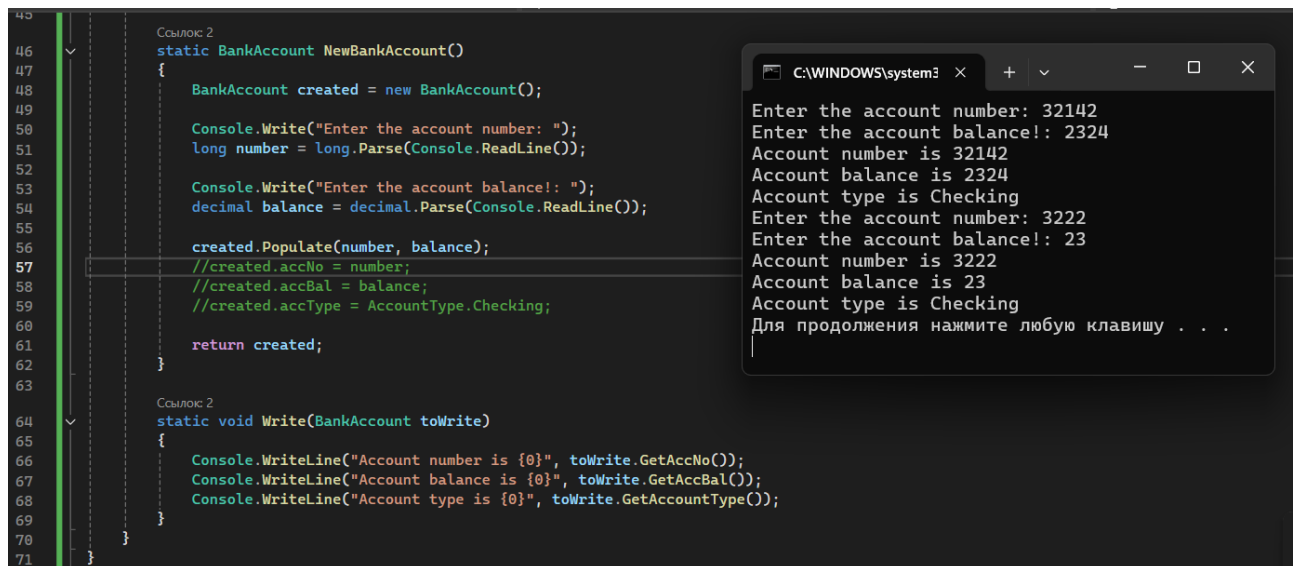 45
Ссылок: 2
46 static BankAccount NewBankAccount()
47 {
48 BankAccount created = new BankAccount();
49
50 Console.Write("Enter the account number: ");
51 long number = long.Parse(Console.ReadLine());
52
53 Console.Write("Enter the account balance!: ");
54 decimal balance = decimal.Parse(Console.ReadLine());
55
56 created.Populate(number, balance);
57 //created.accNo = number;
58 //created.accBal = balance;
59 //created.accType = AccountType.Checking;
60
61 return created;
62 }
63
Ссылок: 2
64 static void Write(BankAccount toWrite)
65 {
66 Console.WriteLine("Account number is {0}", toWrite.GetAccNo());
67 Console.WriteLine("Account balance is {0}", toWrite.GetAccBal());
68 Console.WriteLine("Account type is {0}", toWrite.GetAccountType());
69 }
70 }
71 }
C:\WINDOWS\system3
Enter the account number: 32142
Enter the account balance!: 2324
Account number is 32142
Account balance is 2324
Account type is Checking
Enter the account number: 3222
Enter the account balance!: 23
Account number is 3222
Account balance is 23
Account type is Checking
Для продолжения нажмите любую клавишу . . .